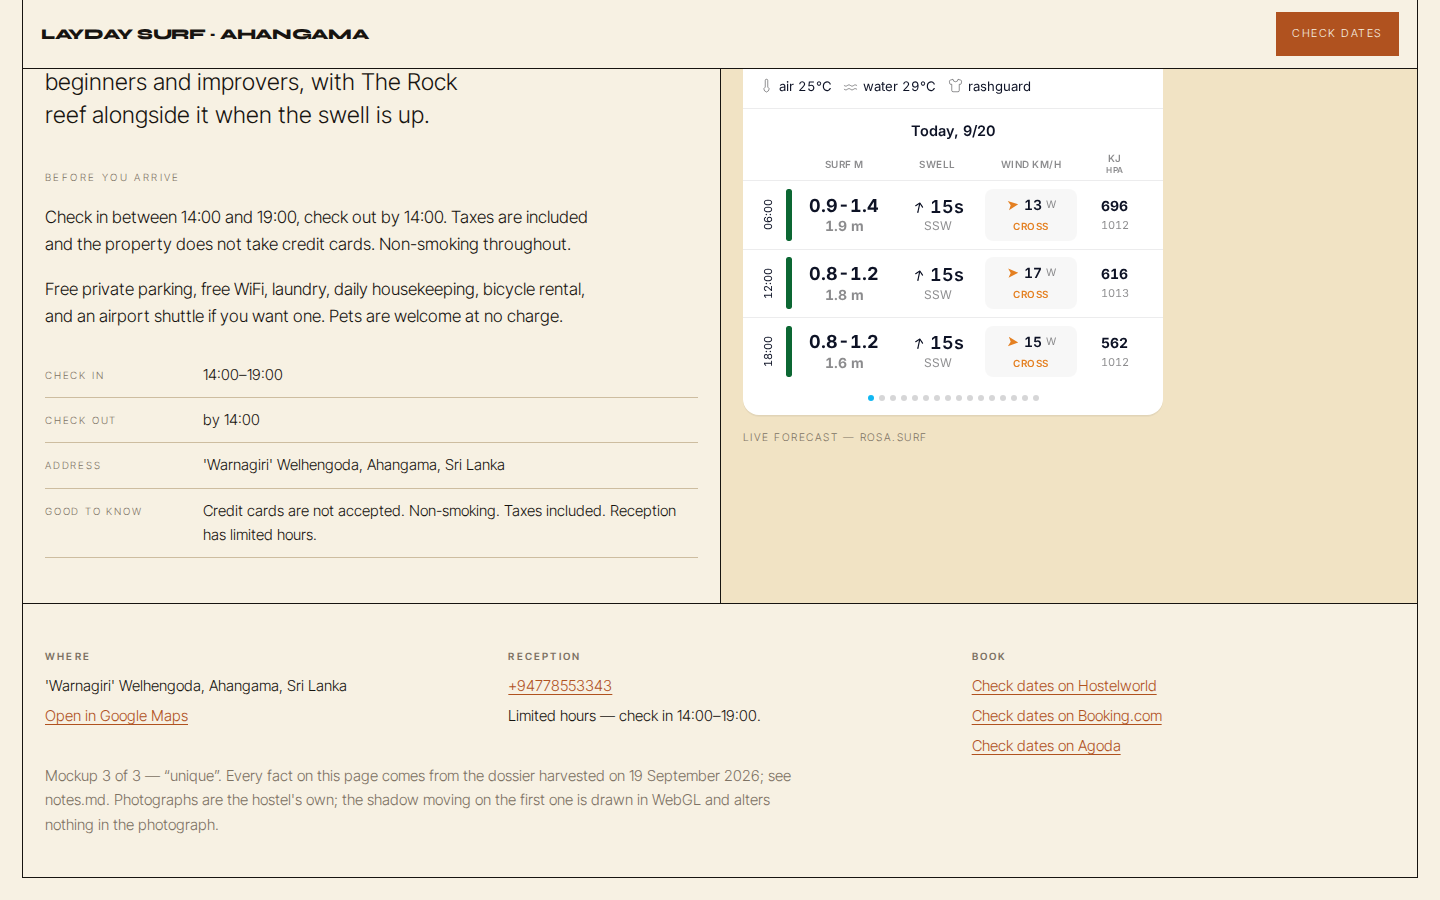 LAYDAY SURF · AHANGAMA
CHECK DATES
beginners and improvers, with The Rock
reef alongside it when the swell is up.
BEFORE YOU ARRIVE
Check in between 14:00 and 19:00, check out by 14:00. Taxes are included
and the property does not take credit cards. Non-smoking throughout.
Free private parking, free WiFi, laundry, daily housekeeping, bicycle rental,
and an airport shuttle if you want one. Pets are welcome at no charge.
CHECK IN 14:00–19:00
CHECK OUT by 14:00
ADDRESS 'Warnagiri' Welhengoda, Ahangama, Sri Lanka
GOOD TO KNOW Credit cards are not accepted. Non-smoking. Taxes included. Reception
has limited hours.
air 25°C water 29°C rashguard
Today, 9/20
SURF M SWELL WIND KM/H KJ
HPA
06:00 0.9-1.4 15s 13 W 696
1.9 m SSW CROSS 1012
12:00 0.8-1.2 15s 17 W 616
1.8 m SSW CROSS 1013
18:00 0.8-1.2 15s 15 W 562
1.6 m SSW CROSS 1012
LIVE FORECAST — ROSA.SURF
WHERE
'Warnagiri' Welhengoda, Ahangama, Sri Lanka
Open in Google Maps
RECEPTION
+94778553343
Limited hours — check in 14:00–19:00.
BOOK
Check dates on Hostelworld
Check dates on Booking.com
Check dates on Agoda
Mockup 3 of 3 — “unique”. Every fact on this page comes from the dossier harvested on 19 September 2026; see
notes.md. Photographs are the hostel's own; the shadow moving on the first one is drawn in WebGL and alters
nothing in the photograph.